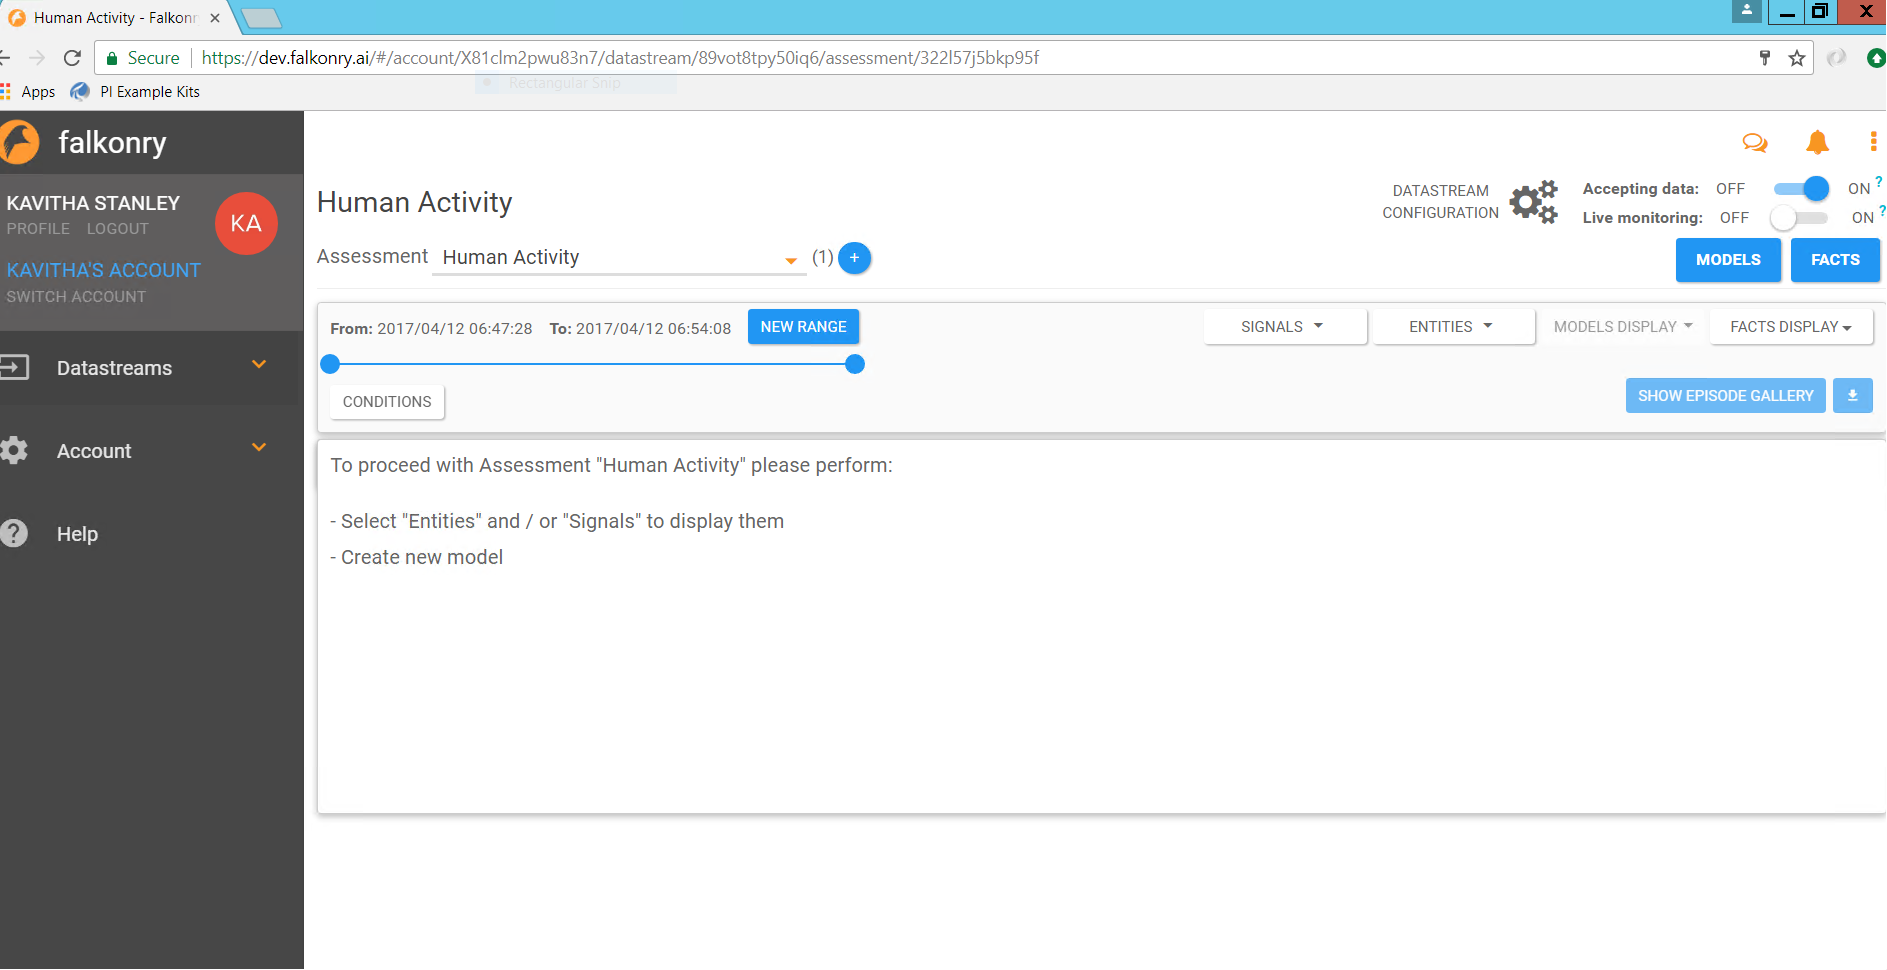 Human Activity - Falkonr
Secure https://dev.falkonry.ai/#/account/X81clm2pwu83n7/datastream/89vot8tpy50iq6/assessment/322l57j5bkp95f
Rectangular Snip
Apps PI Example Kits
falkonry
KAVITHA STANLEY
PROFILE LOGOUT
KA
KAVITHA'S ACCOUNT
SWITCH ACCOUNT
Datastreams
Account
Help
Human Activity
DATASTREAM
CONFIGURATION
Accepting data: OFF ON ?
Live monitoring: OFF ON ?
Assessment Human Activity (1) +
MODELS FACTS
From: 2017/04/12 06:47:28 To: 2017/04/12 06:54:08 NEW RANGE
SIGNALS ENTITIES MODELS DISPLAY FACTS DISPLAY
CONDITIONS
SHOW EPISODE GALLERY
To proceed with Assessment "Human Activity" please perform:
- Select "Entities" and / or "Signals" to display them
- Create new model